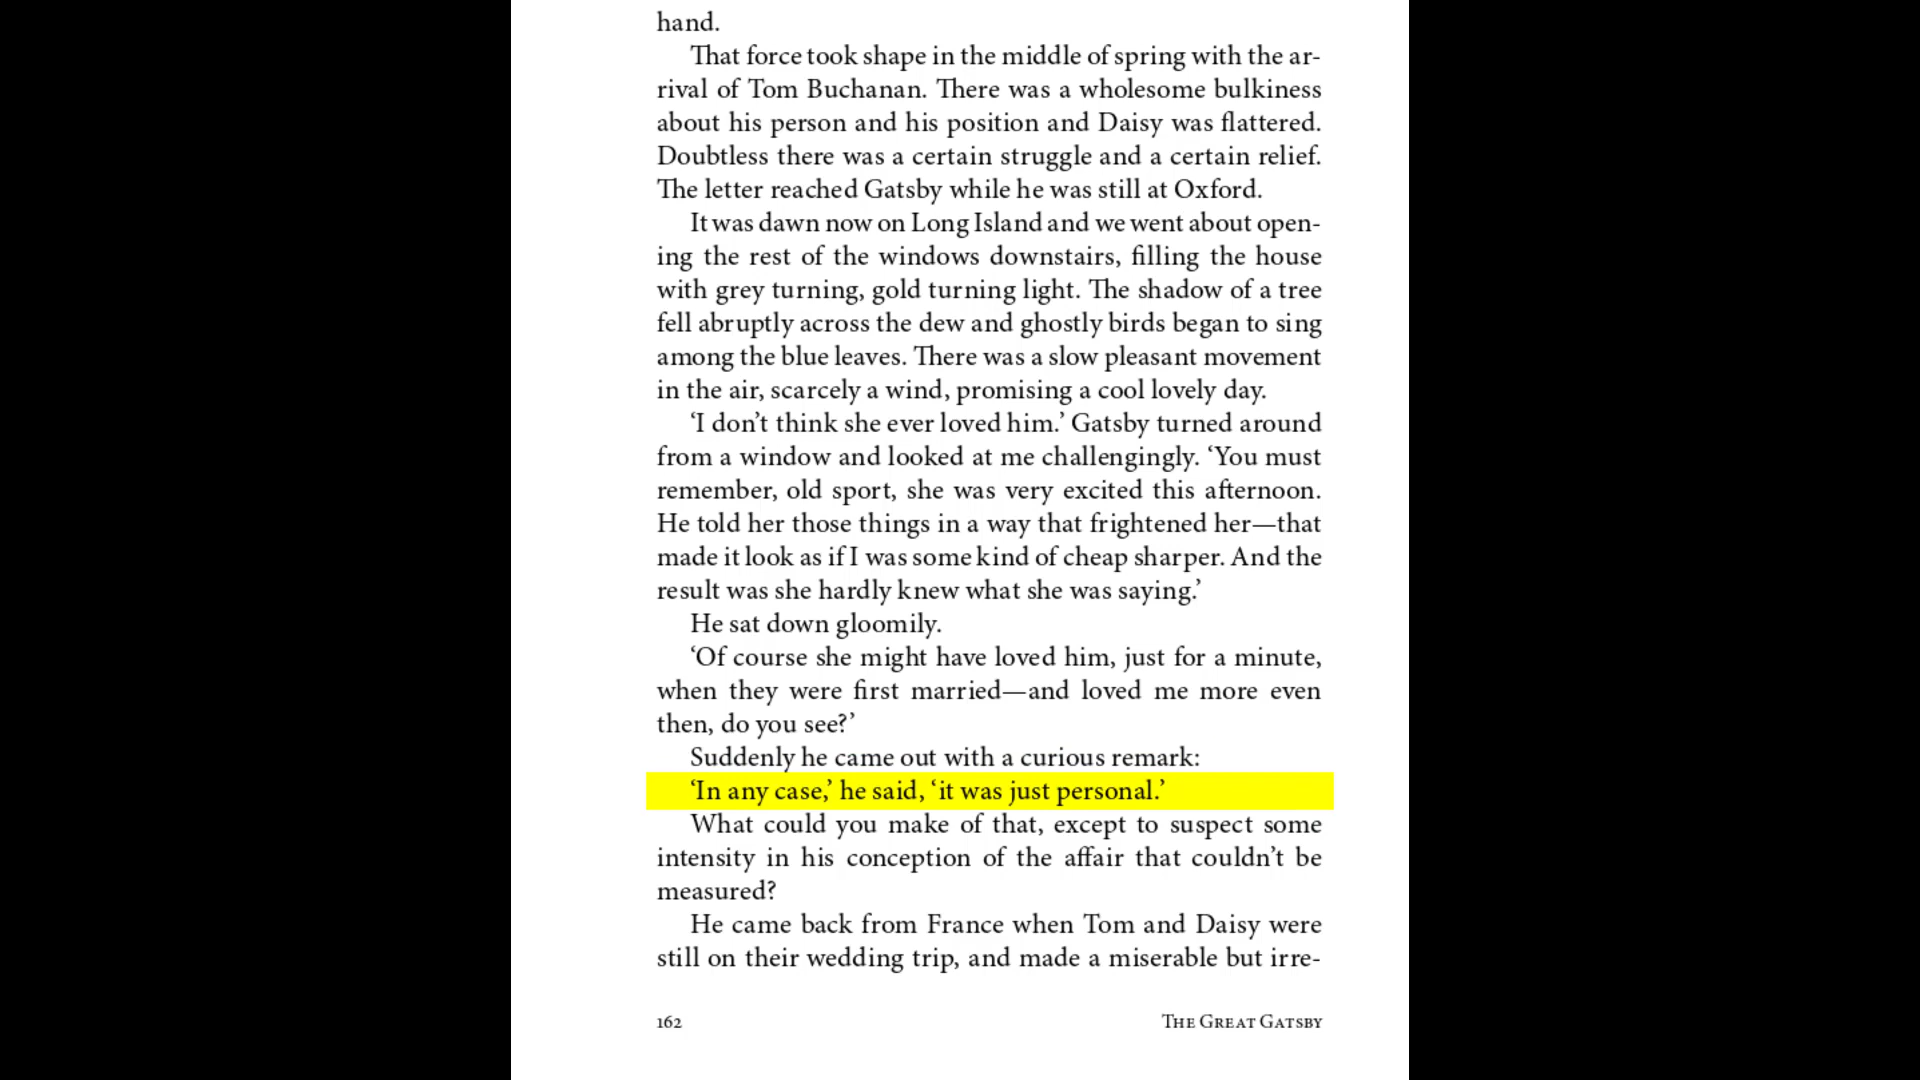 hand.
That force took shape in the middle of spring with the ar-
rival of Tom Buchanan. There was a wholesome bulkiness
about his person and his position and Daisy was flattered.
Doubtless there was a certain struggle and a certain relief.
The letter reached Gatsby while he was still at Oxford.
It was dawn now on Long Island and we went about open-
ing the rest of the windows downstairs, filling the house
with grey turning, gold turning light. The shadow of a tree
fell abruptly across the dew and ghostly birds began to sing
among the blue leaves. There was a slow pleasant movement
in the air, scarcely a wind, promising a cool lovely day.
‘I don’t think she ever loved him.’ Gatsby turned around
from a window and looked at me challengingly. ‘You must
remember, old sport, she was very excited this afternoon.
He told her those things in a way that frightened her—that
made it look as if I was some kind of cheap sharper. And the
result was she hardly knew what she was saying.’
He sat down gloomily.
‘Of course she might have loved him, just for a minute,
when they were first married—and loved me more even
then, do you see?’
Suddenly he came out with a curious remark:
‘In any case,’ he said, ‘it was just personal.’
What could you make of that, except to suspect some
intensity in his conception of the affair that couldn’t be
measured?
He came back from France when Tom and Daisy were
still on their wedding trip, and made a miserable but irre-
162 The Great Gatsby